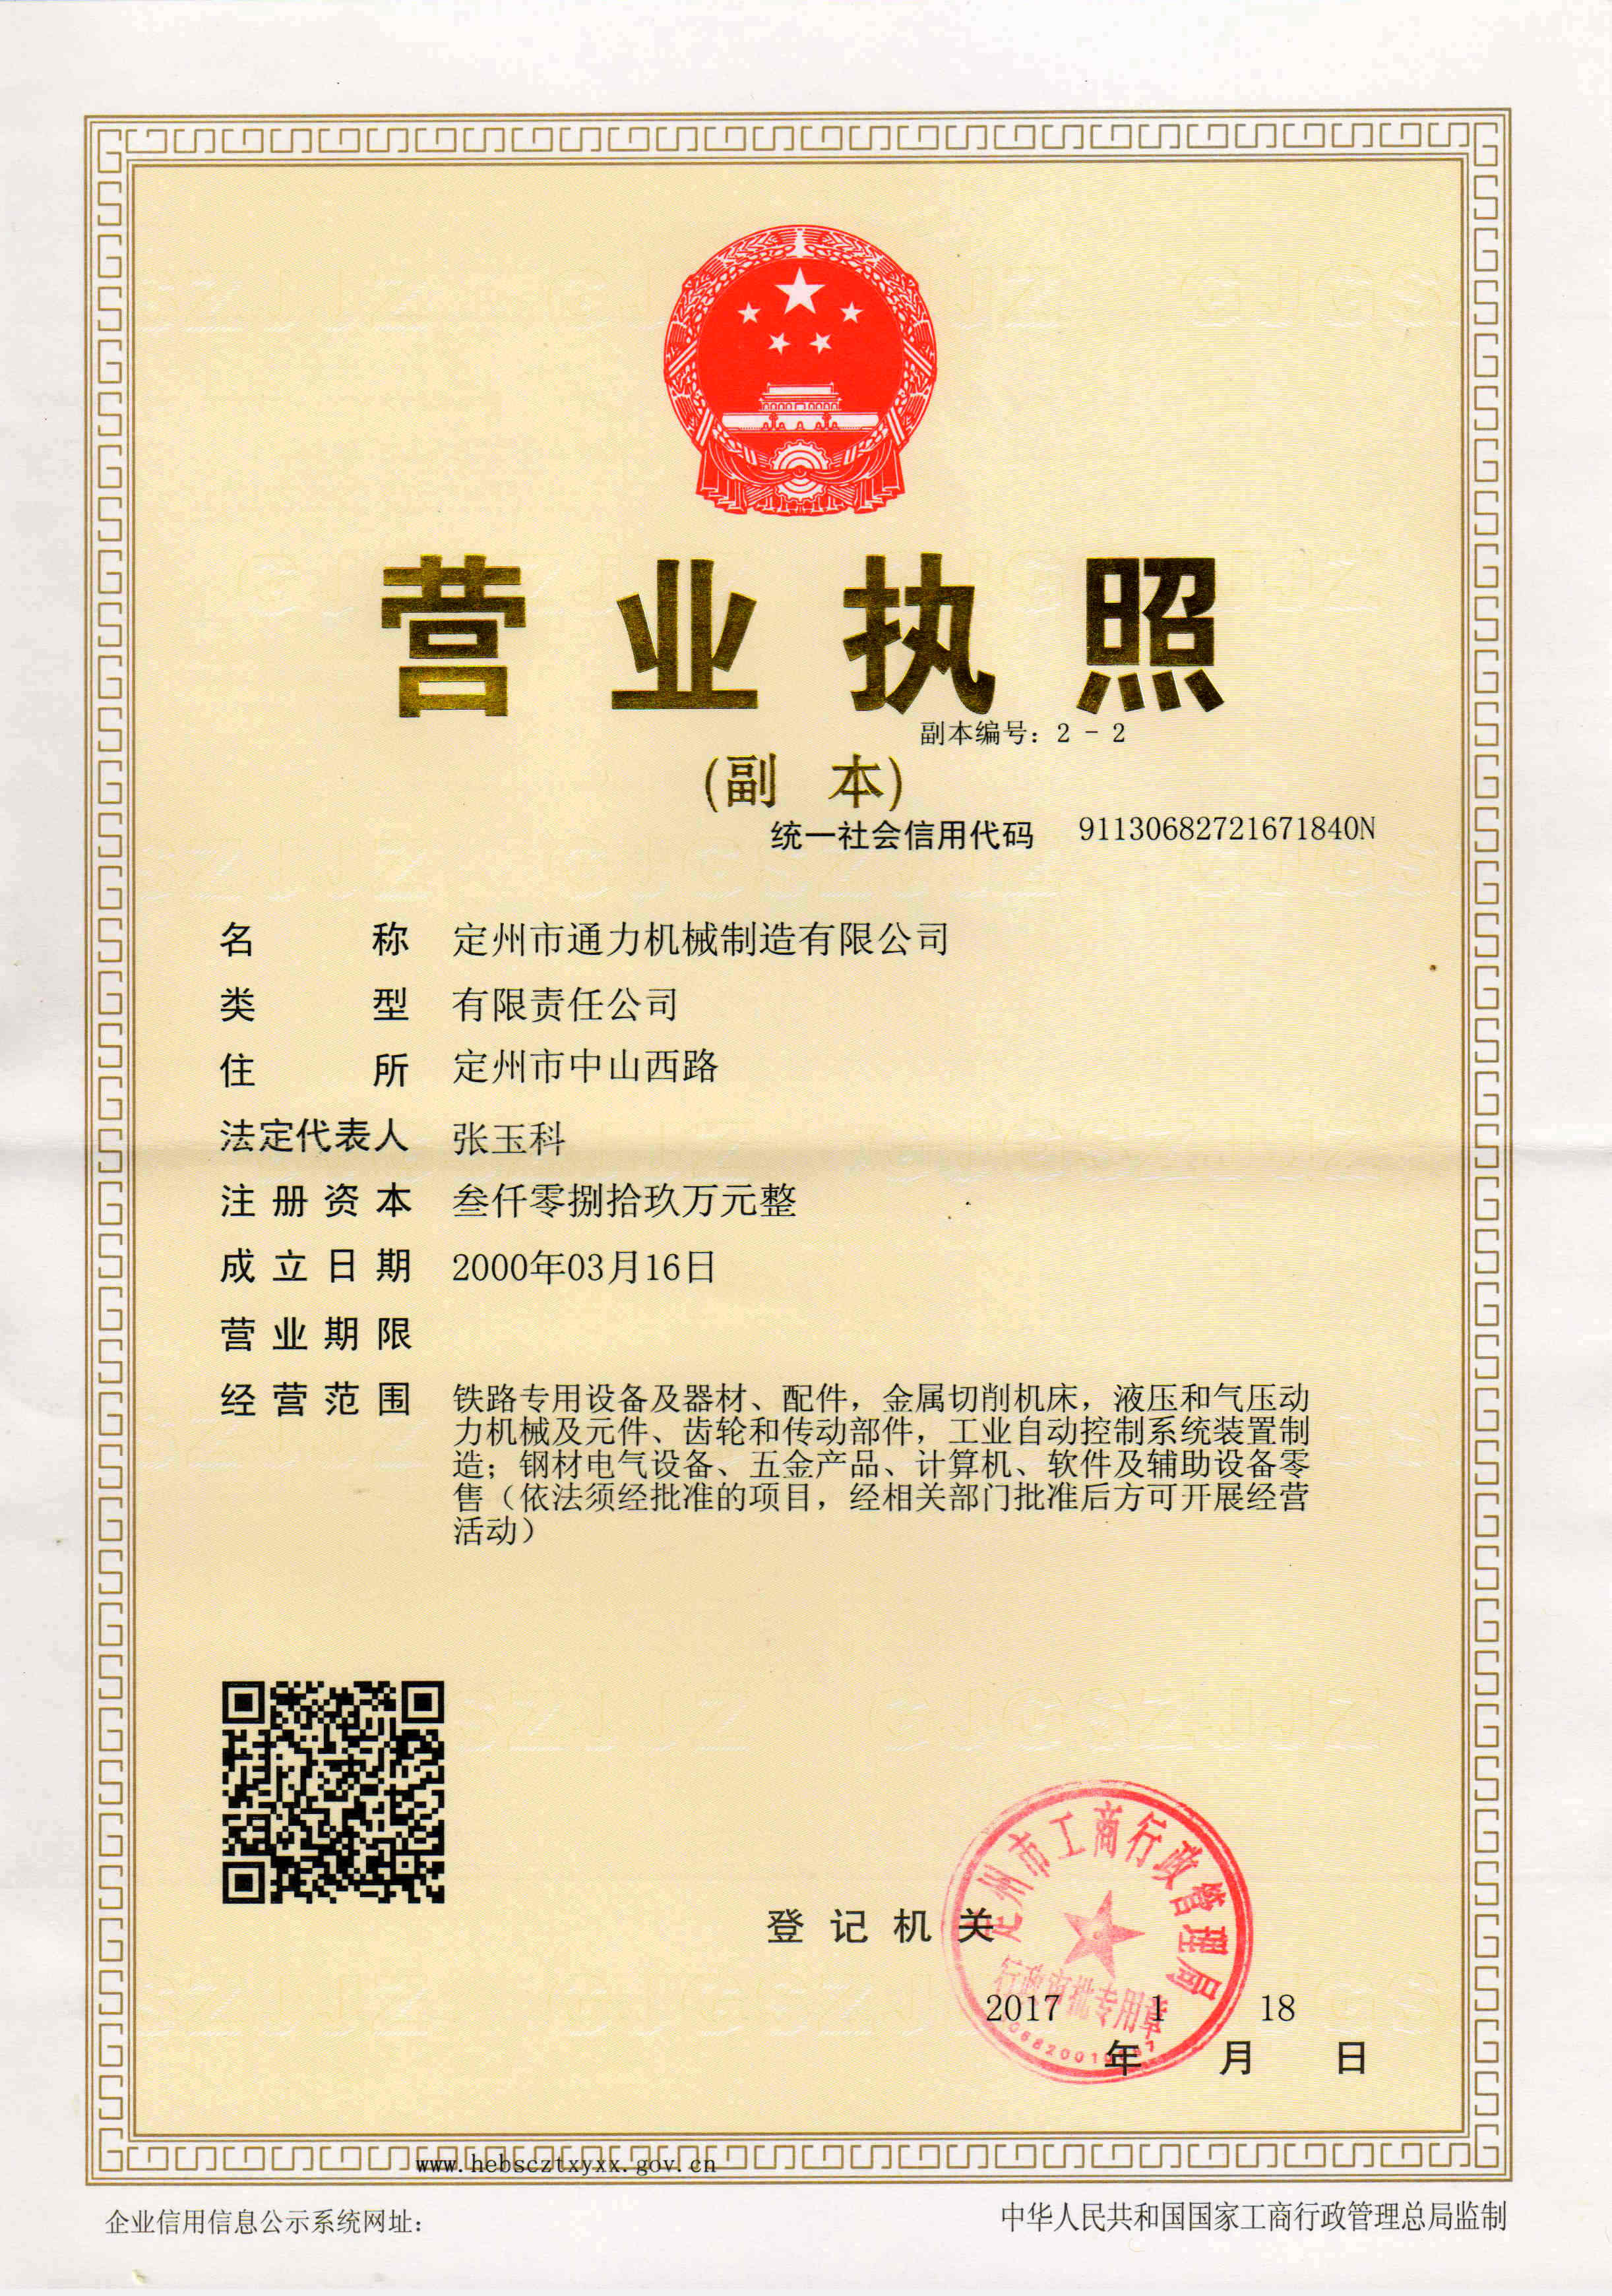 营业执照
副本编号：2 - 2
(副 本)
统一社会信用代码 91130682721671840N
名称 定州市通力机械制造有限公司
类型 有限责任公司
住所 定州市中山西路
法定代表人 张玉科
注册资本 叁仟零捌拾玖万元整
成立日期 2000年03月16日
营业期限
经营范围 铁路专用设备及器材、配件，金属切削机床，液压和气压动
力机械及元件、齿轮和传动部件，工业自动控制系统装置制
造；钢材电气设备、五金产品、计算机、软件及辅助设备零
售（依法须经批准的项目，经相关部门批准后方可开展经营
活动）
定州市工商行政管理局
登记机关
行政审批专用章
2017 1 18
年 月 日
www.hebscztxyxx.gov.cn
企业信用信息公示系统网址：
中华人民共和国国家工商行政管理总局监制